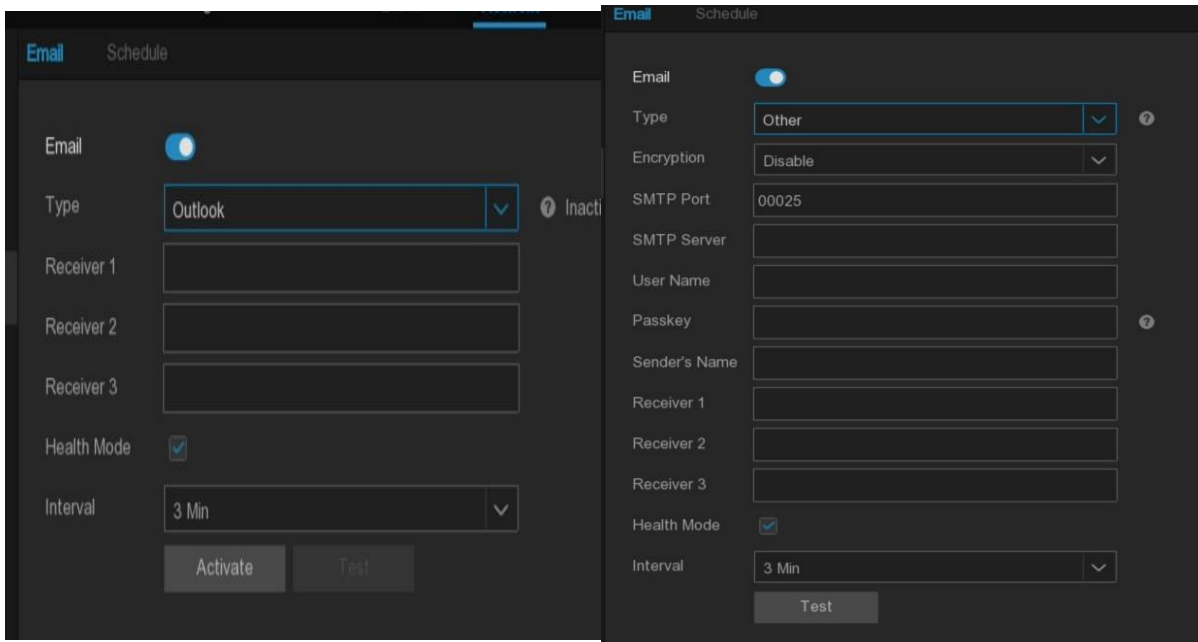 Email Schedule
Email
Type Outlook Inacti
Receiver 1
Receiver 2
Receiver 3
Health Mode
Interval 3 Min
Activate Test
Email Schedule
Email
Type Other
Encryption Disable
SMTP Port 00025
SMTP Server
User Name
Passkey
Sender's Name
Receiver 1
Receiver 2
Receiver 3
Health Mode
Interval 3 Min
Test